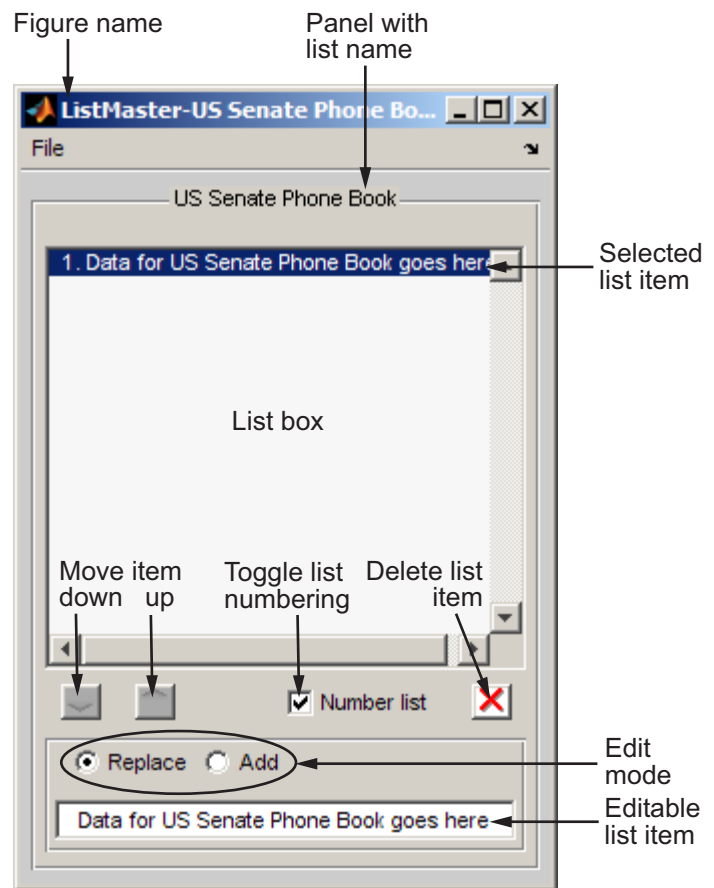 Figure name
Panel with
list name
ListMaster-US Senate Phone Bo...
File
US Senate Phone Book
1. Data for US Senate Phone Book goes here
Selected
list item
List box
Move item
down up
Toggle list
numbering
Delete list
item
Number list
Replace Add
Edit
mode
Data for US Senate Phone Book goes here
Editable
list item